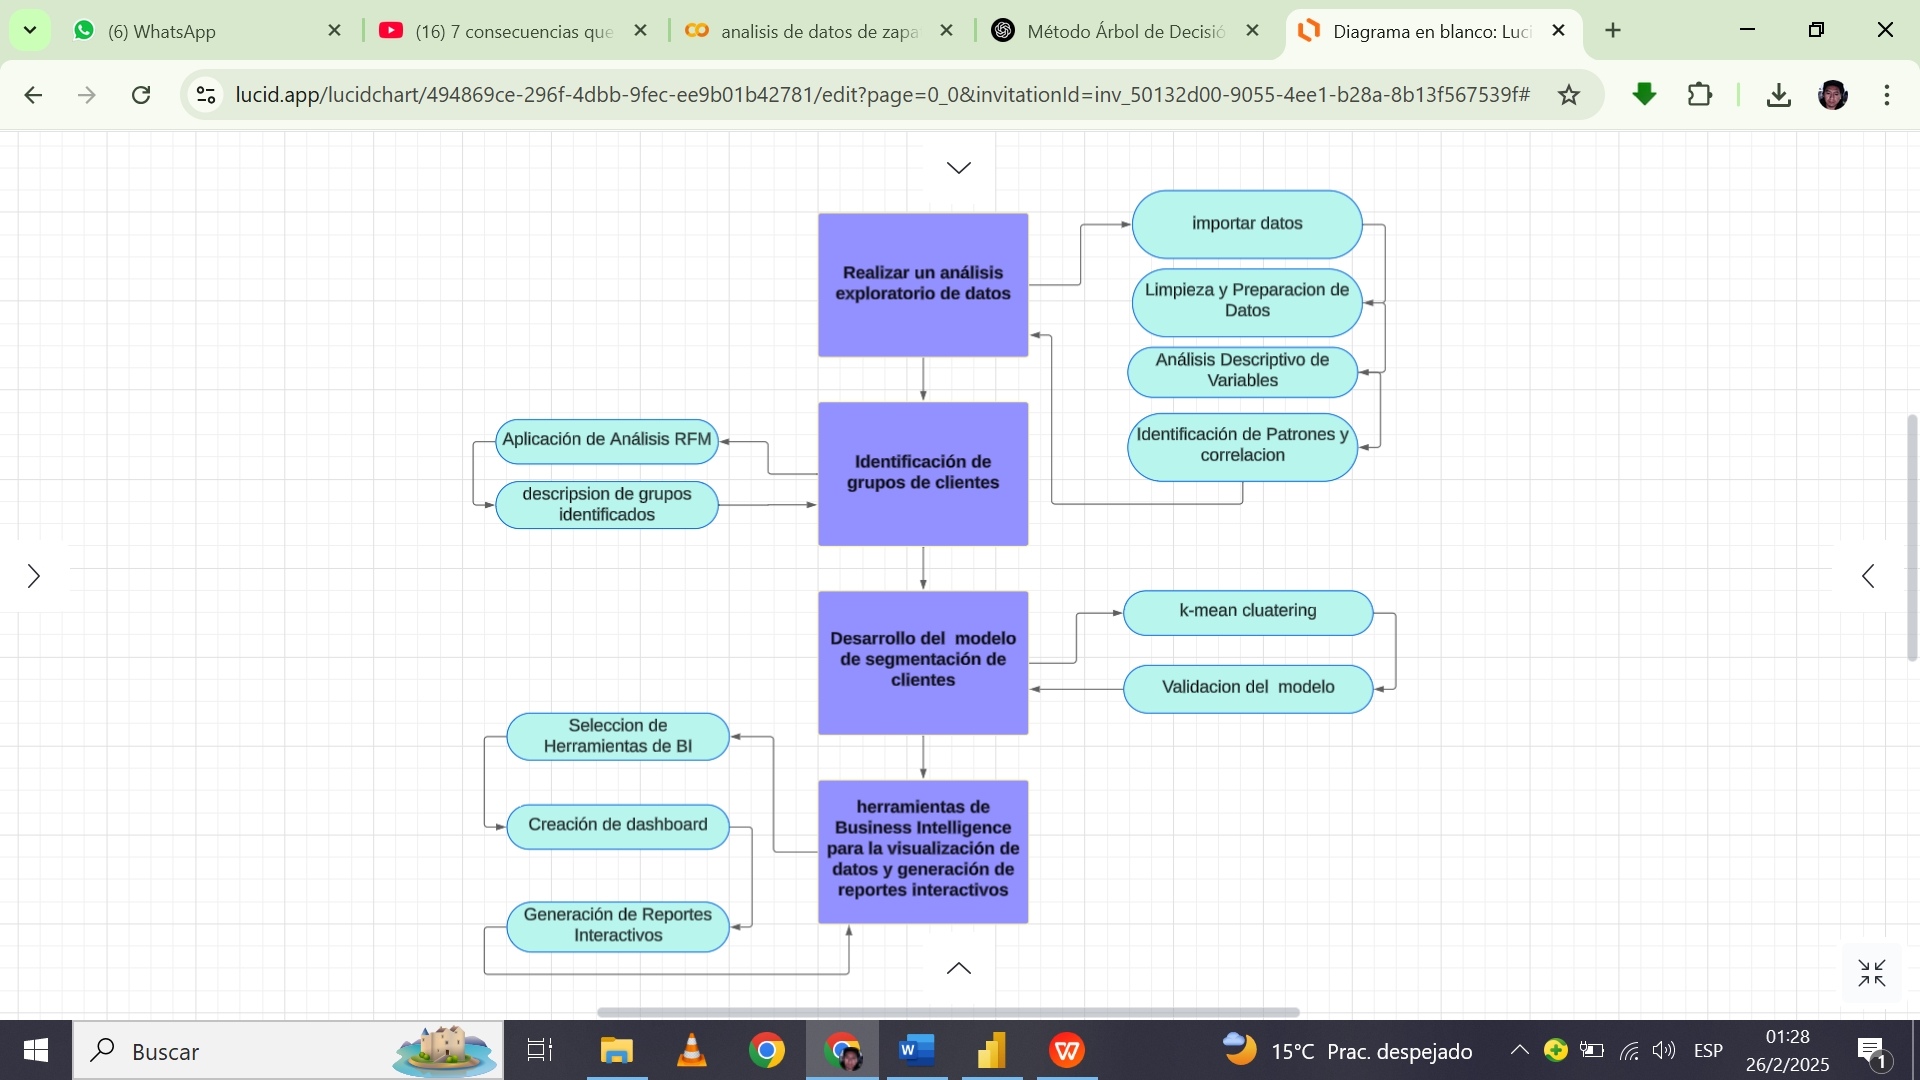 (6) WhatsApp
(16) 7 consecuencias que
analisis de datos de zapa
Método Árbol de Decisió
Diagrama en blanco: Luci
lucid.app/lucidchart/494869ce-296f-4dbb-9fec-ee9b01b42781/edit?page=0_0&invitationId=inv_50132d00-9055-4ee1-b28a-8b13f567539f#
Realizar un análisis
exploratorio de datos
importar datos
Limpieza y Preparacion de
Datos
Análisis Descriptivo de
Variables
Identificación de Patrones y
correlacion
Identificación de
grupos de clientes
Aplicación de Análisis RFM
descripsion de grupos
identificados
Desarrollo del  modelo
de segmentación de
clientes
k-mean cluatering
Validacion del  modelo
herramientas de
Business Intelligence
para la visualización de
datos y generación de
reportes interactivos
Seleccion de
Herramientas de BI
Creación de dashboard
Generación de Reportes
Interactivos
Buscar
15°C  Prac. despejado
ESP
01:28
26/2/2025
1